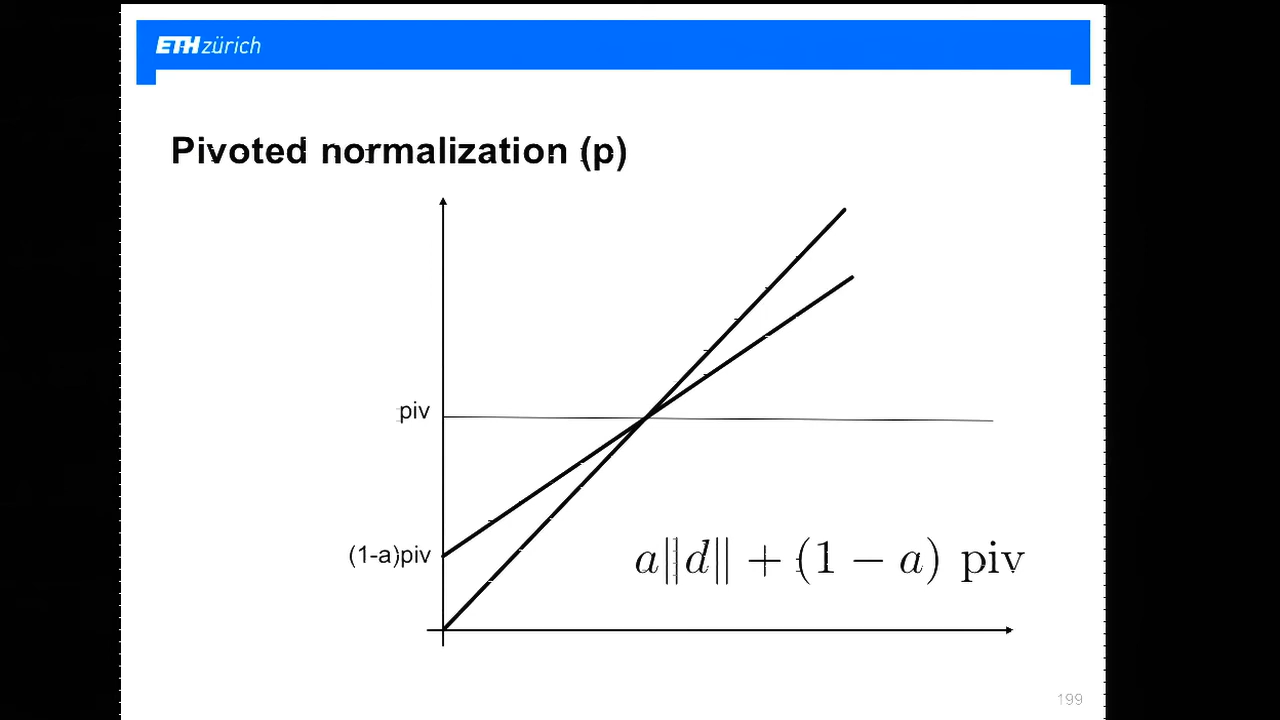 ETH zürich
Pivoted normalization (p)
piv
(1-a)piv
a||d|| + (1 − a) piv
199